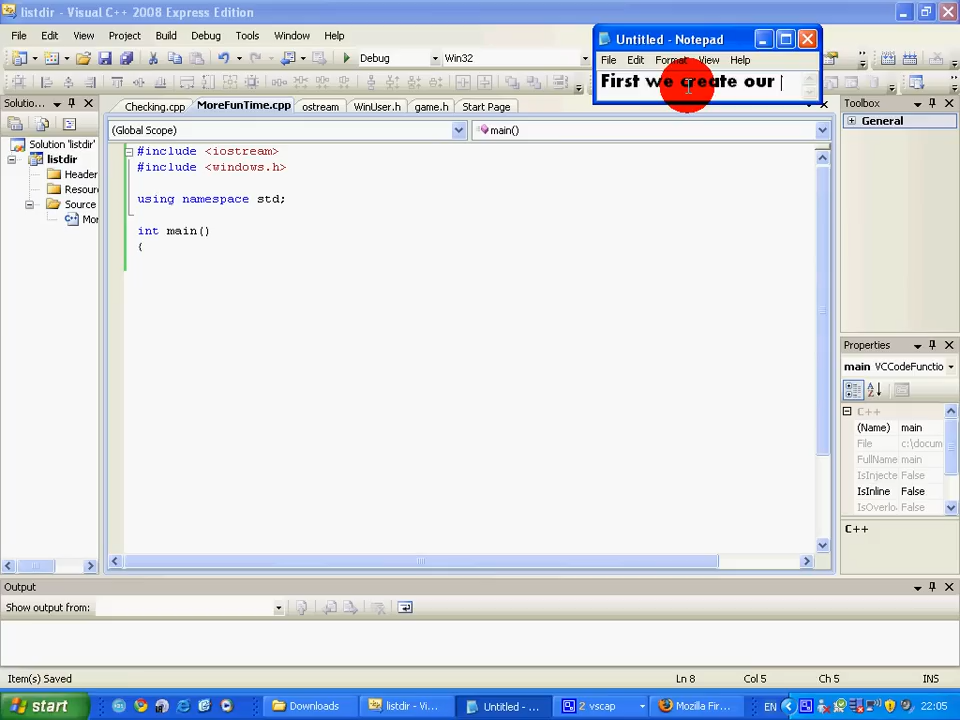 listdir - Visual C++ 2008 Express Edition
File Edit View Project Build Debug Tools Window Help
Debug Win32
Untitled - Notepad
File Edit Format View Help
First we create our
Soluti...
Checking.cpp MoreFunTime.cpp ostream WinUser.h game.h Start Page
Toolbox
(Global Scope) main()
General
Solution 'listdir'
listdir
Header
Resour
Source
Mor
#include <iostream>
#include <windows.h>
using namespace std;
int main()
{
Properties
main VCCodeFunctio
C++
(Name) main
File c:\docum
FullName main
IsInjecte False
IsInline False
IsOverlo False
C++
Output
Show output from:
Item(s) Saved
Ln 8 Col 5 Ch 5 INS
start
Downloads
listdir - Vi...
Untitled - ...
2 vscap
Mozilla Fir...
EN
22:05